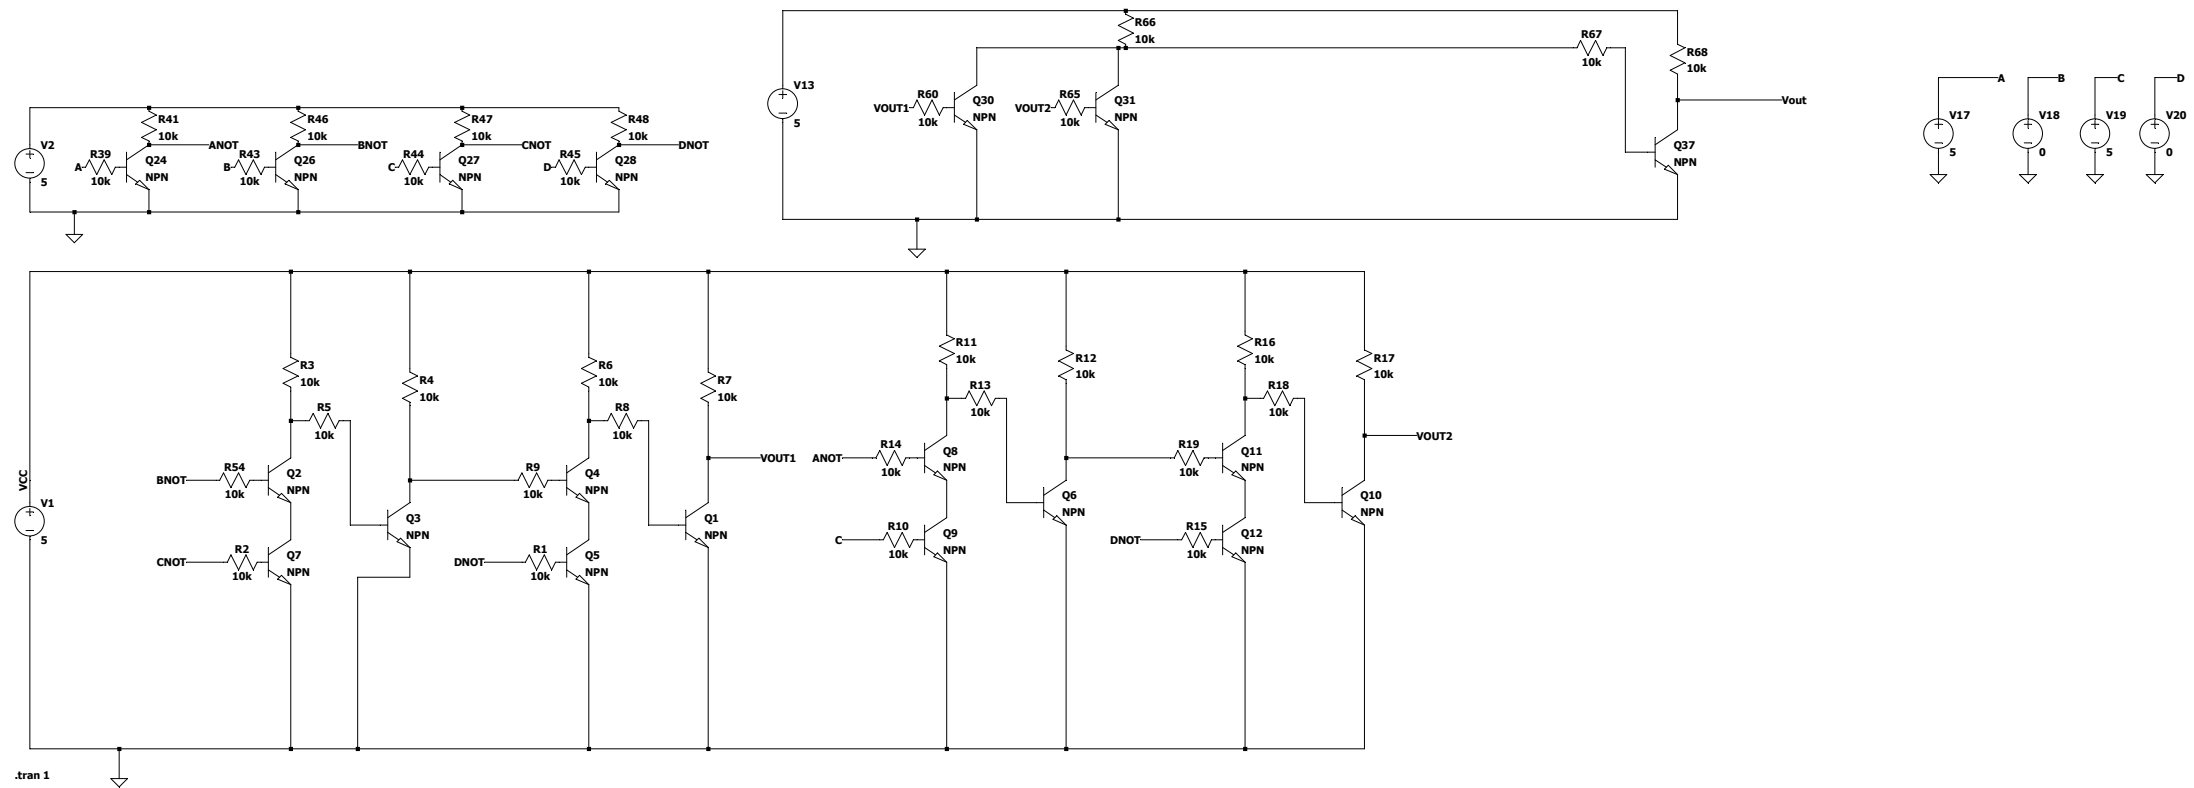 R66
10k
R67
10k
R68
10k
V13
5
VOUT1
R60
10k
Q30
NPN
VOUT2
R65
10k
Q31
NPN
Vout
Q37
NPN
A
B
C
D
V17
5
V18
0
V19
5
V20
0
V2
5
R41
10k
ANOT
A
R39
10k
Q24
NPN
R46
10k
BNOT
B
R43
10k
Q26
NPN
R47
10k
CNOT
C
R44
10k
Q27
NPN
R48
10k
DNOT
D
R45
10k
Q28
NPN
VCC
V1
5
R3
10k
R5
10k
R4
10k
BNOT
R54
10k
Q2
NPN
Q3
NPN
CNOT
R2
10k
Q7
NPN
R6
10k
R8
10k
R7
10k
VOUT1
R9
10k
Q4
NPN
Q1
NPN
DNOT
R1
10k
Q5
NPN
R11
10k
R13
10k
R12
10k
ANOT
R14
10k
Q8
NPN
Q6
NPN
C
R10
10k
Q9
NPN
R16
10k
R18
10k
R17
10k
VOUT2
R19
10k
Q11
NPN
Q10
NPN
DNOT
R15
10k
Q12
NPN
.tran 1